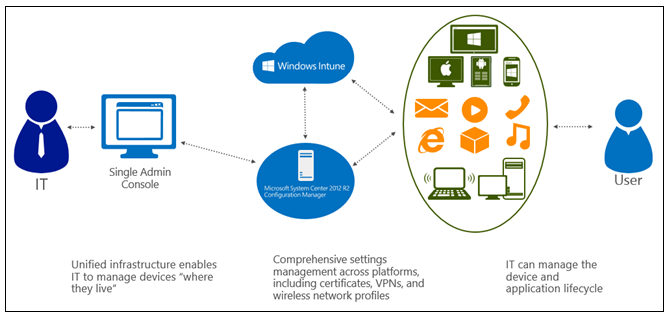 Windows Intune
IT
Single Admin
Console
Microsoft System Center 2012 R2
Configuration Manager
User
Unified infrastructure enables
IT to manage devices “where
they live”
Comprehensive settings
management across platforms,
including certificates, VPNs, and
wireless network profiles
IT can manage the
device and
application lifecycle